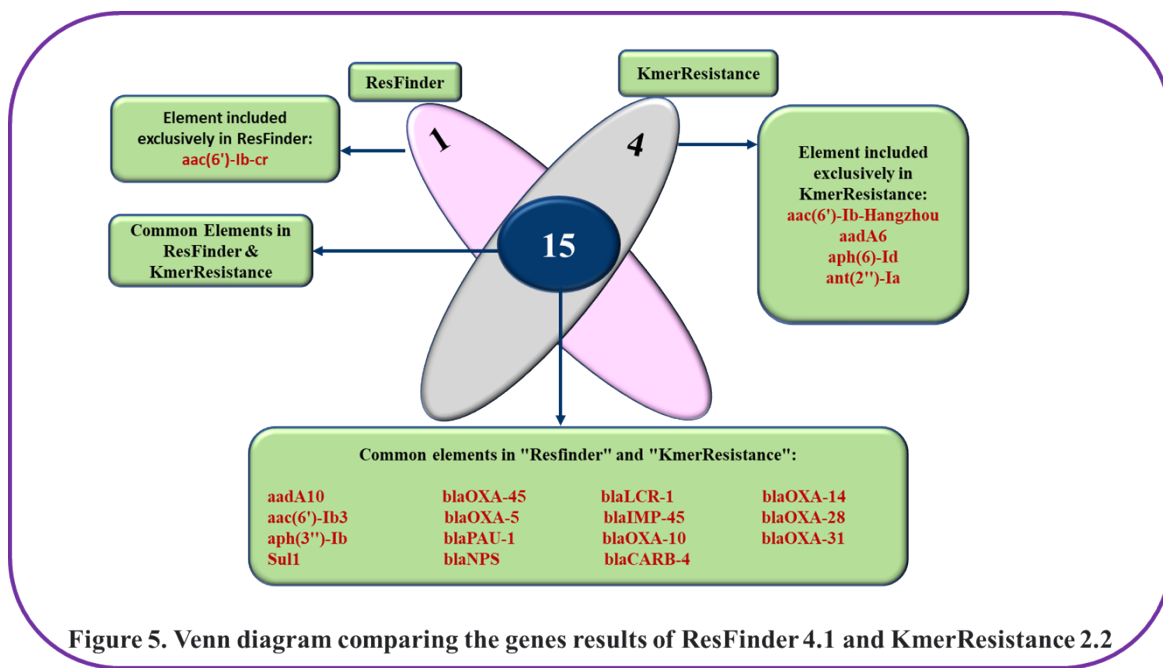 ResFinder
KmerResistance
Element included
exclusively in ResFinder:
aac(6')-Ib-cr
1
4
Element included
exclusively in
KmerResistance:
aac(6')-Ib-Hangzhou
aadA6
aph(6)-Id
ant(2'')-Ia
Common Elements in
ResFinder &
KmerResistance
15
Common elements in "Resfinder" and "KmerResistance":
aadA10 blaOXA-45 blaLCR-1 blaOXA-14
aac(6')-Ib3 blaOXA-5 blaIMP-45 blaOXA-28
aph(3'')-Ib blaPAU-1 blaOXA-10 blaOXA-31
Sul1 blaNPS blaCARB-4
Figure 5. Venn diagram comparing the genes results of ResFinder 4.1 and KmerResistance 2.2